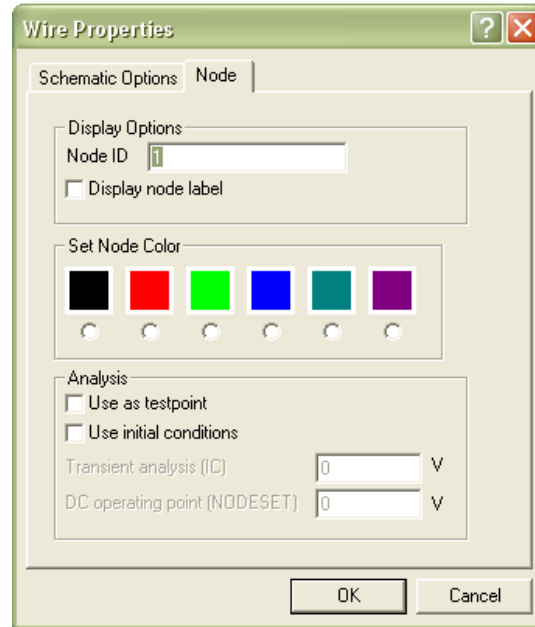 Wire Properties
Schematic Options Node
Display Options
Node ID 1
Display node label
Set Node Color
Analysis
Use as testpoint
Use initial conditions
Transient analysis (IC) 0 V
DC operating point (NODESET) 0 V
OK Cancel